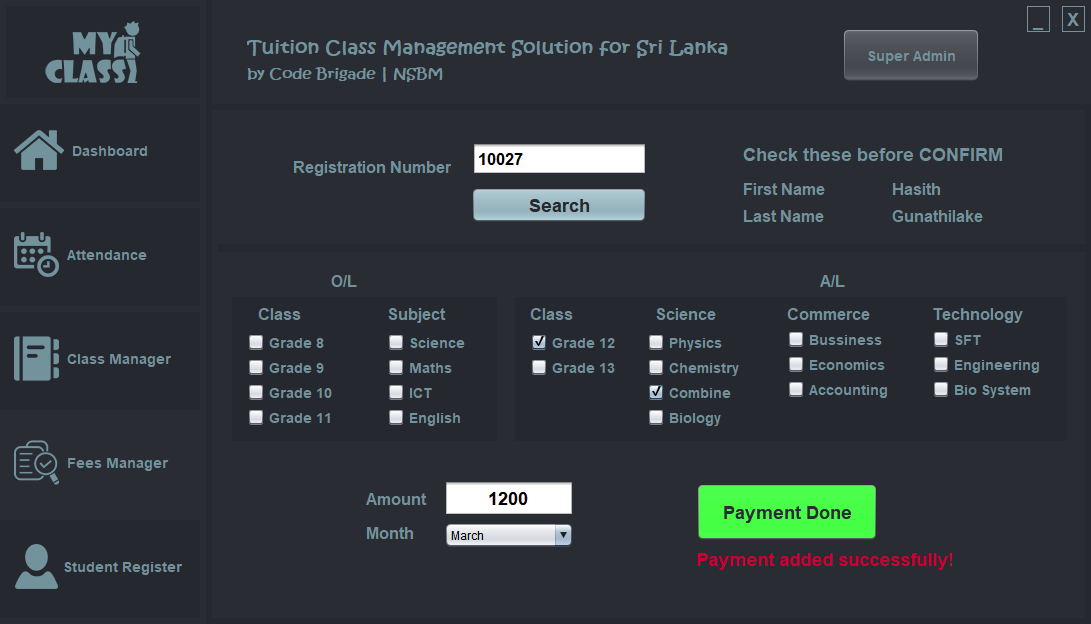 MY
CLASS
Tuition Class Management Solution for Sri Lanka
by Code Brigade | NSBM
Super Admin
_ X
Dashboard
Attendance
Class Manager
Fees Manager
Student Register
Registration Number 10027
Search
Check these before CONFIRM
First Name Hasith
Last Name Gunathilake
O/L
Class Subject
Grade 8 Science
Grade 9 Maths
Grade 10 ICT
Grade 11 English
A/L
Class Science Commerce Technology
Grade 12 Physics Bussiness SFT
Grade 13 Chemistry Economics Engineering
Combine Accounting Bio System
Biology
Amount 1200
Month March
Payment Done
Payment added successfully!